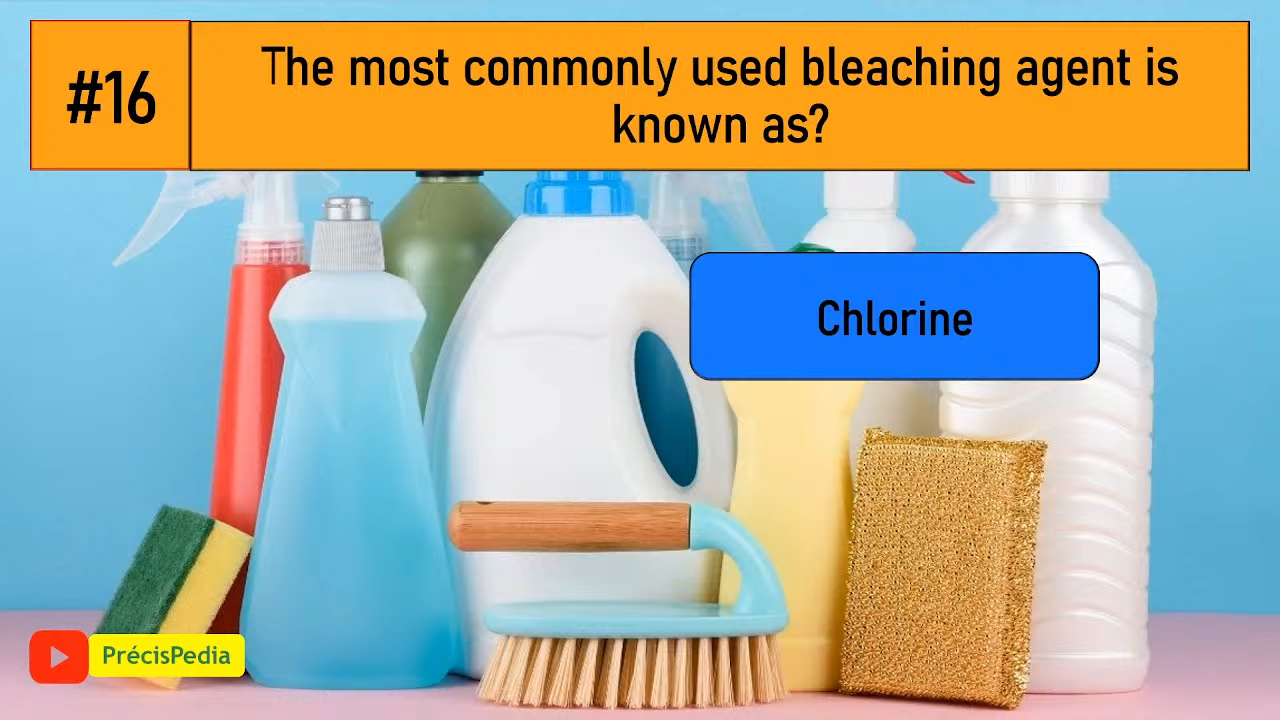 #16
The most commonly used bleaching agent is
known as?
Chlorine
PrécisPedia